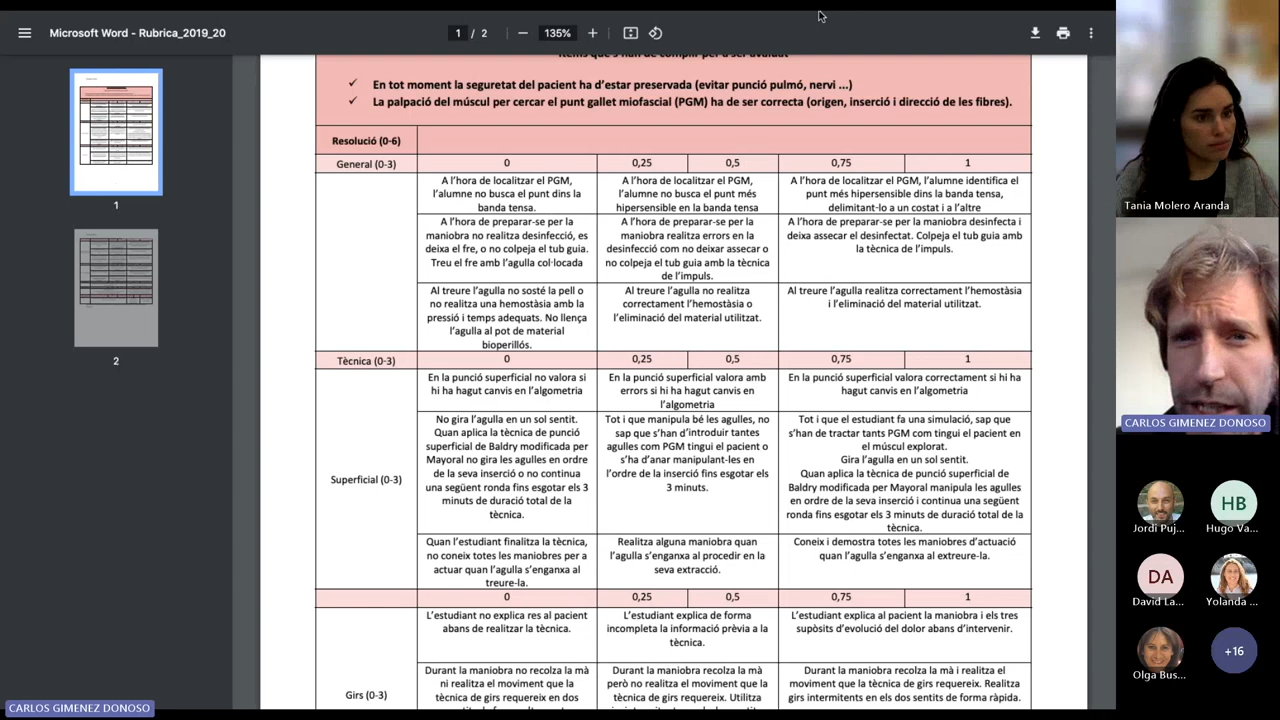 Microsoft Word - Rubrica_2019_20
1 / 2
135%
Ítems que s'han de complir per a ser avaluat
✓ En tot moment la seguretat del pacient ha d'estar preservada (evitar punció pulmó, nervi ...)
✓ La palpació del múscul per cercar el punt gallet miofascial (PGM) ha de ser correcta (origen, inserció i direcció de les fibres).
Resolució (0-6)
General (0-3) 0 0,25 0,5 0,75 1
A l'hora de localitzar el PGM,
l'alumne no busca el punt dins la
banda tensa.
A l'hora de localitzar el PGM,
l'alumne no busca el punt més
hipersensible en la banda tensa
A l'hora de localitzar el PGM, l'alumne identifica el
punt més hipersensible dins la banda tensa,
delimitant-lo a un costat i a l'altre
A l'hora de preparar-se per la
maniobra no realitza desinfecció, es
deixa el fre, o no colpeja el tub guia.
Treu el fre amb l'agulla col·locada
A l'hora de preparar-se per la
maniobra realitza errors en la
desinfecció com no deixar assecar o
no colpeja el tub guia amb la tècnica
de l'impuls.
A l'hora de preparar-se per la maniobra desinfecta i
deixa assecar el desinfectat. Colpeja el tub guia amb
la tècnica de l'impuls.
Al treure l'agulla no sosté la pell o
no realitza una hemostàsia amb la
pressió i temps adequats. No llença
l'agulla al pot de material
bioperillós.
Al treure l'agulla no realitza
correctament l'hemostàsia o
l'eliminació del material utilitzat.
Al treure l'agulla realitza correctament l'hemostàsia
i l'eliminació del material utilitzat.
Tècnica (0-3) 0 0,25 0,5 0,75 1
Superficial (0-3)
En la punció superficial no valora si
hi ha hagut canvis en l'algometria
En la punció superficial valora amb
errors si hi ha hagut canvis en
l'algometria
En la punció superficial valora correctament si hi ha
hagut canvis en l'algometria
No gira l'agulla en un sol sentit.
Quan aplica la tècnica de punció
superficial de Baldry modificada per
Mayoral no gira les agulles en ordre
de la seva inserció o no continua
una següent ronda fins esgotar els 3
minuts de duració total de la
tècnica.
Tot i que manipula bé les agulles, no
sap que s'han d'introduir tantes
agulles com PGM tingui el pacient o
s'ha d'anar manipulant-les en
l'ordre de la inserció fins esgotar els
3 minuts.
Tot i que el estudiant fa una simulació, sap que
s'han de tractar tants PGM com tingui el pacient en
el múscul explorat.
Gira l'agulla en un sol sentit.
Quan aplica la tècnica de punció superficial de
Baldry modificada per Mayoral manipula les agulles
en ordre de la seva inserció i continua una següent
ronda fins esgotar els 3 minuts de duració total de la
tècnica.
Quan l'estudiant finalitza la tècnica,
no coneix totes les maniobres per a
actuar quan l'agulla s'enganxa al
treure-la.
Realitza alguna maniobra quan
l'agulla s'enganxa al procedir en la
seva extracció.
Coneix i demostra totes les maniobres d'actuació
quan l'agulla s'enganxa al extreure-la.
0 0,25 0,5 0,75 1
Girs (0-3)
L'estudiant no explica res al pacient
abans de realitzar la tècnica.
L'estudiant explica de forma
incompleta la informació prèvia a la
tècnica.
L'estudiant explica al pacient la maniobra i els tres
supòsits d'evolució del dolor abans d'intervenir.
Durant la maniobra no recolza la mà
ni realitza el moviment que la
tècnica de girs requereix en dos
Durant la maniobra recolza la mà
però no realitza el moviment que la
tècnica de girs requereix. Utilitza
Durant la maniobra recolza la mà i realitza el
moviment que la tècnica de girs requereix. Realitza
girs intermitents en els dos sentits de forma ràpida.
1
2
Tania Molero Aranda
CARLOS GIMENEZ DONOSO
Jordi Puj...
HB
Hugo Va...
DA
David La...
Yolanda ...
Olga Bus...
+16
CARLOS GIMENEZ DONOSO